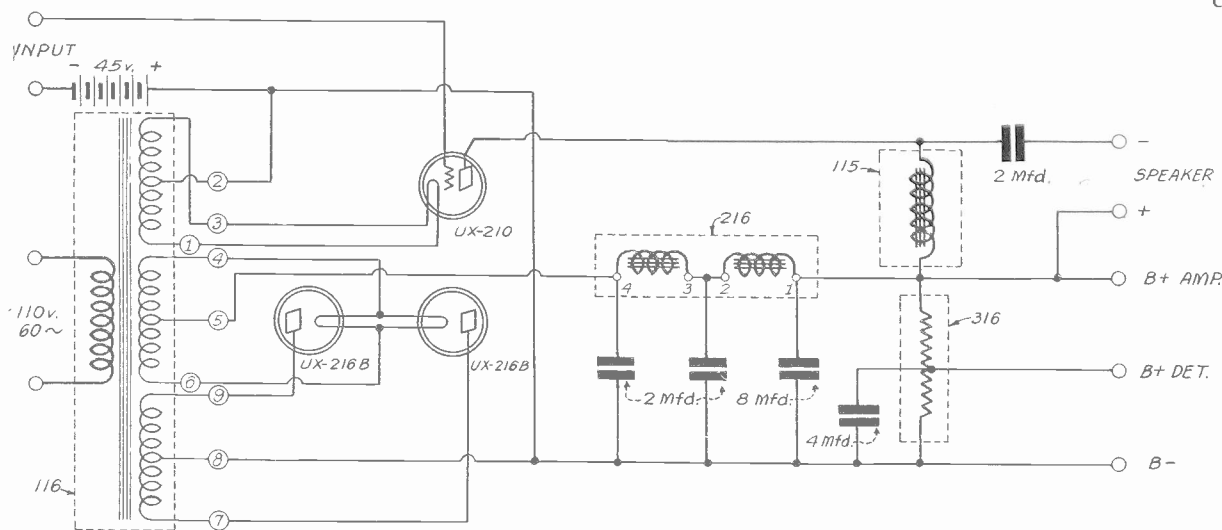 INPUT
- 45v. +
2
3
1
4
5
6
9
8
7
110v.
60~
116
UX-210
UX-216B
UX-216B
216
4 3 2 1
2 Mfd.
8 Mfd.
4 Mfd.
115
2 Mfd.
-
SPEAKER
+
B+ AMP.
316
B+ DET.
B-